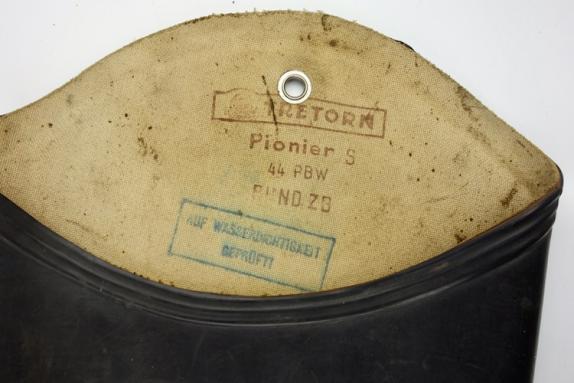 TRETORN
Pionier S
44 PBW
BUND ZB
AUF WASSERDICHTIGKEIT
GEPRÜFT!